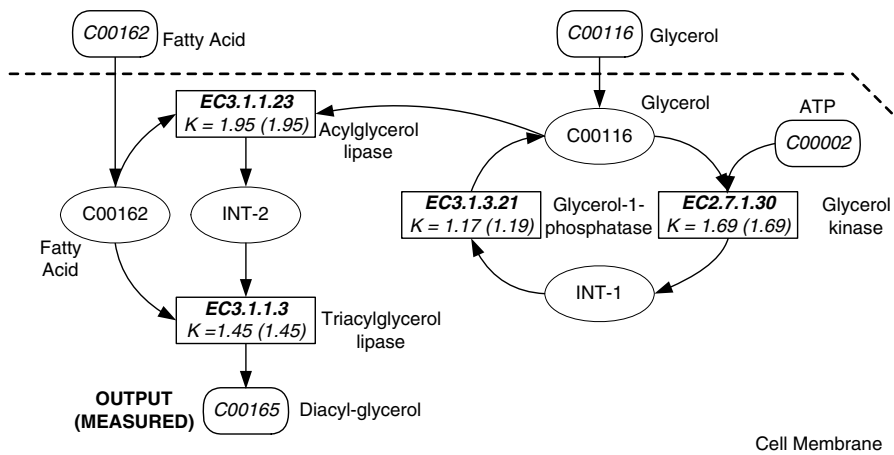 C00162 Fatty Acid
C00116 Glycerol
EC3.1.1.23
K = 1.95 (1.95)
Acylglycerol
lipase
Glycerol
C00116
ATP
C00002
C00162
Fatty
Acid
INT-2
EC3.1.3.21
K = 1.17 (1.19)
Glycerol-1-
phosphatase
EC2.7.1.30
K = 1.69 (1.69)
Glycerol
kinase
INT-1
EC3.1.1.3
K =1.45 (1.45)
Triacylglycerol
lipase
OUTPUT
(MEASURED)
C00165
Diacyl-glycerol
Cell Membrane